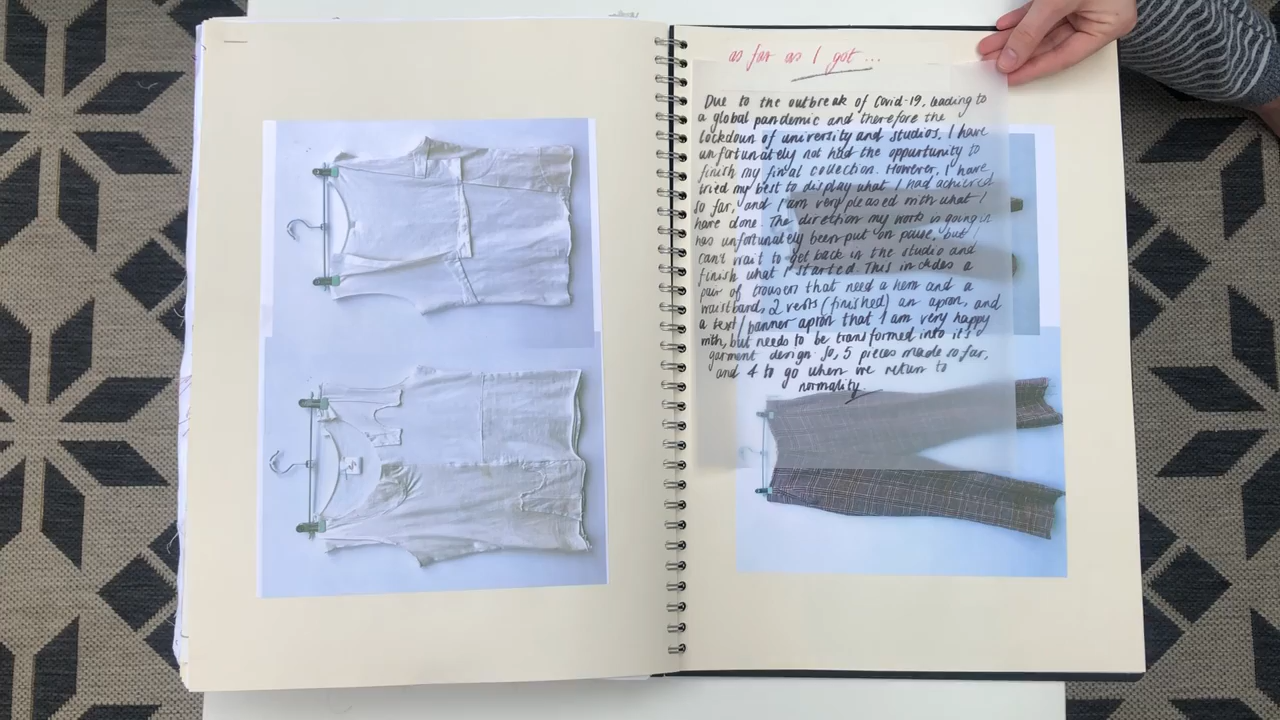 as far as I got...
Due to the outbreak of Covid-19, leading to
a global pandemic and therefore the
lockdown of university and studios, I have
unfortunately not had the oppurtunity to
finish my final collection. However, I have
tried my best to display what I had achieved
so far, and I am very pleased with what I
have done. The direction my work is going in
has unfortunately been put on pause, but I
can't wait to get back in the studio and
finish what I started. This includes a
pair of trousers that need a hem and a
waistband, 2 vests (finished) an apron, and
a text/banner apron that I am very happy
with, but needs to be transformed into it's
garment design. So, 5 pieces made so far,
and 4 to go when we return to
normality.